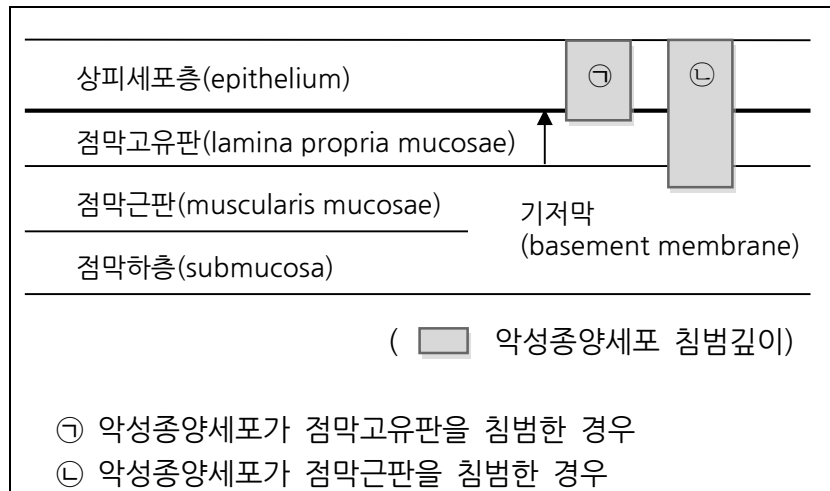 상피세포층(epithelium)
㉠
㉡
점막고유판(lamina propria mucosae)
점막근판(muscularis mucosae)
기저막
(basement membrane)
점막하층(submucosa)
( 악성종양세포 침범깊이)
㉠ 악성종양세포가 점막고유판을 침범한 경우
㉡ 악성종양세포가 점막근판을 침범한 경우